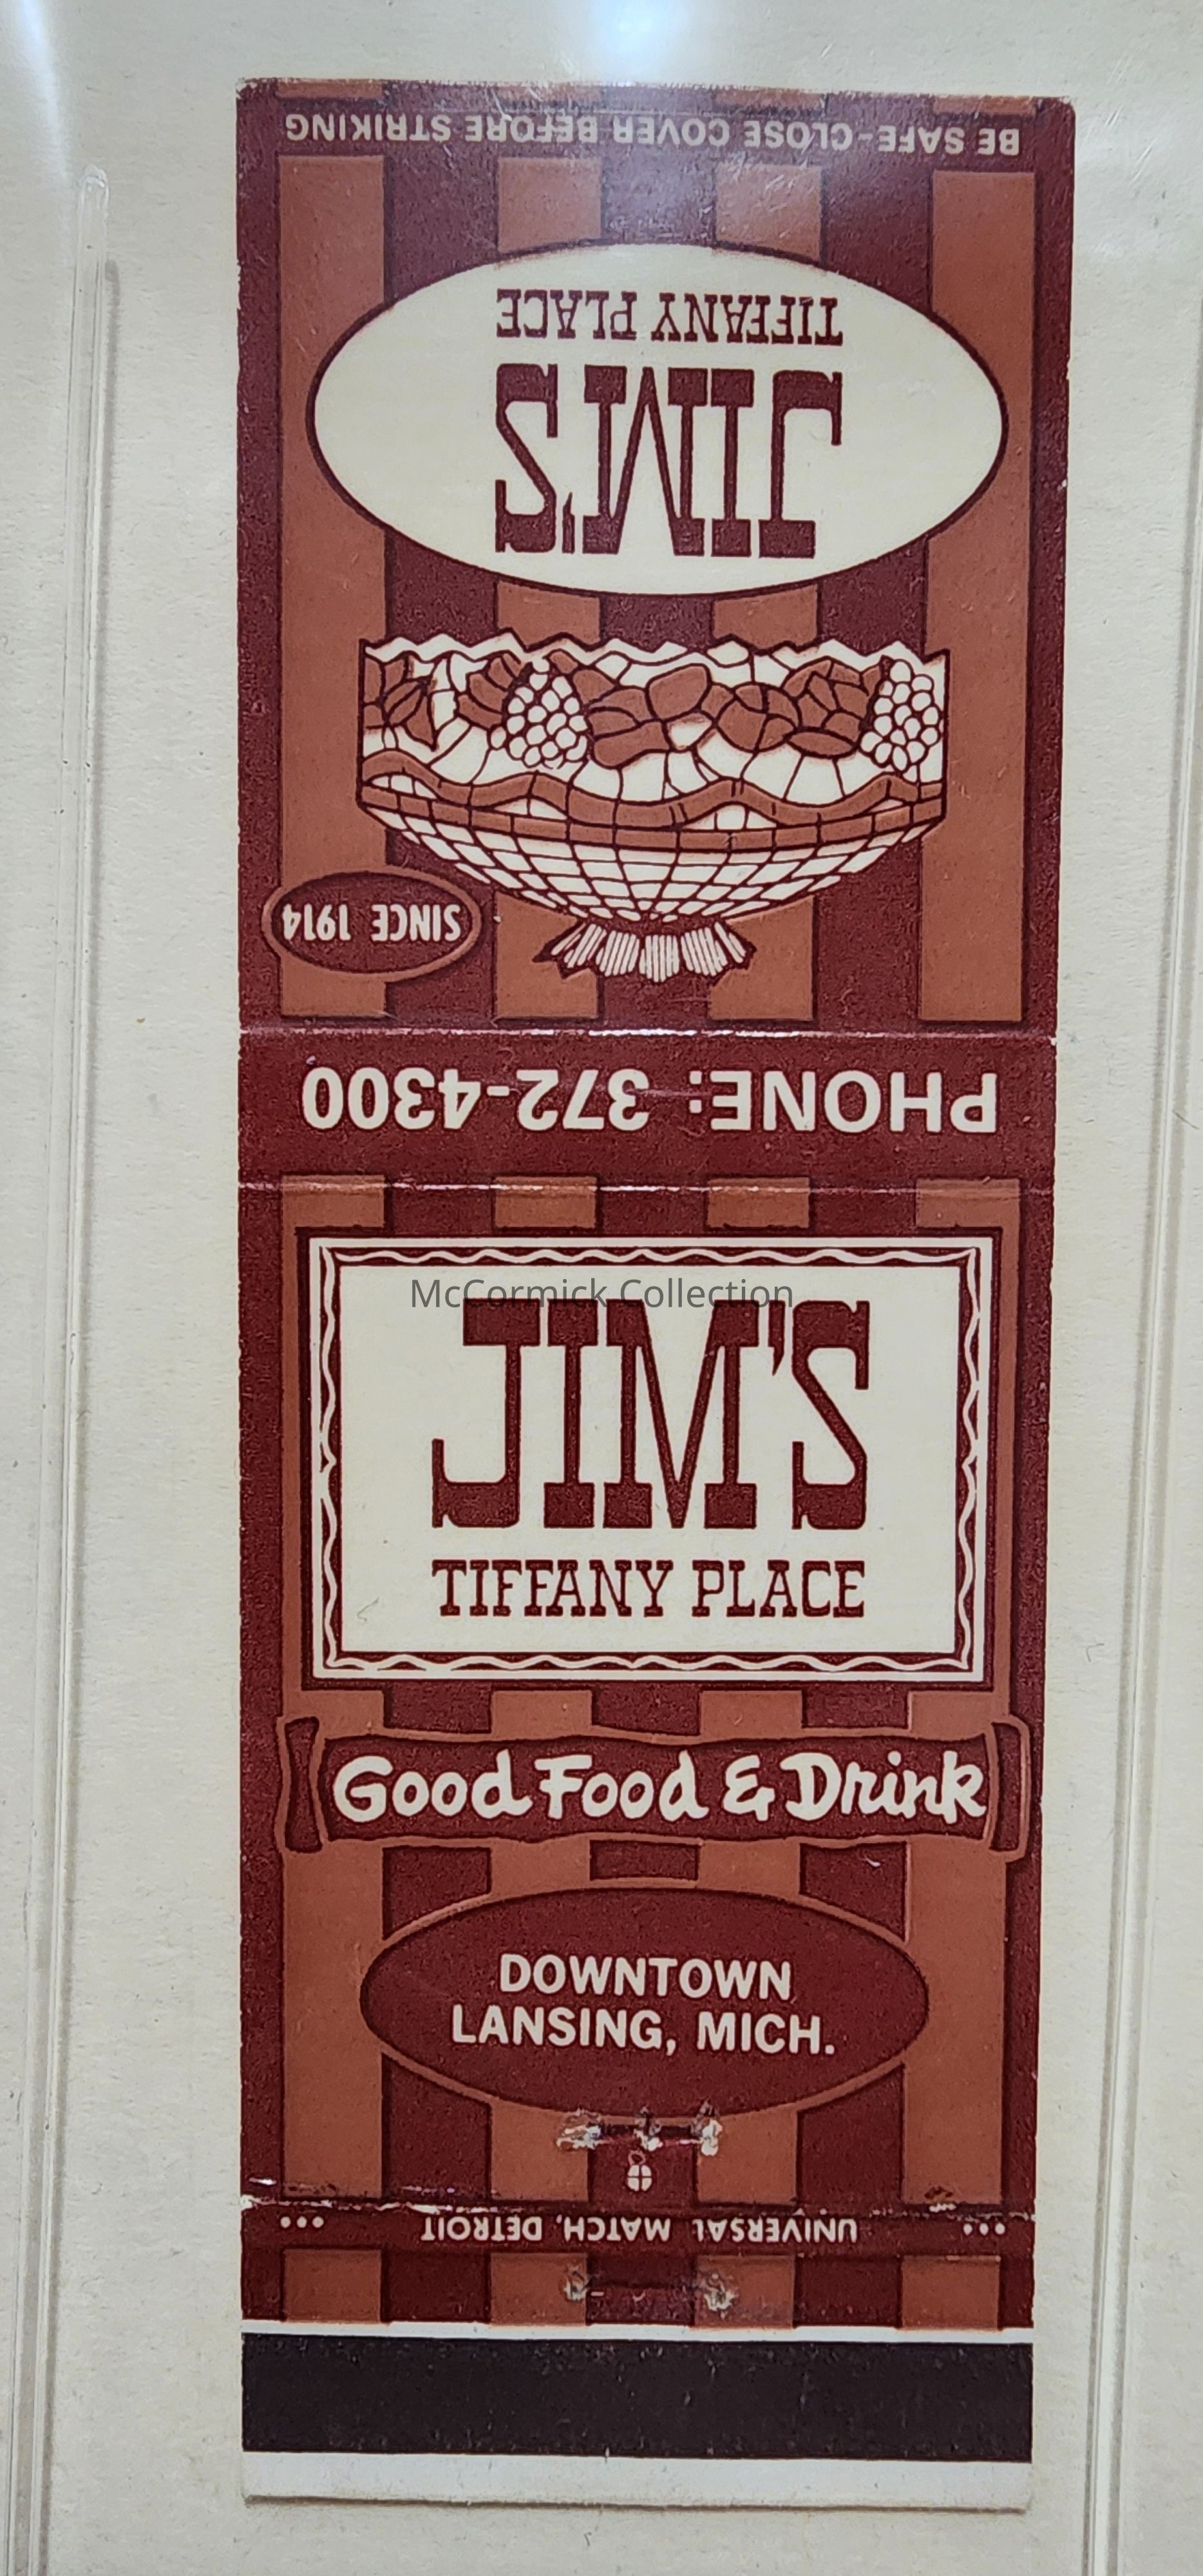 BE SAFE-CLOSE COVER BEFORE STRIKING
JIM'S
TIFFANY PLACE
SINCE 1914
PHONE: 372-4300
McCormick Collection
JIM'S
TIFFANY PLACE
Good Food & Drink
DOWNTOWN
LANSING, MICH.
UNIVERSAL MATCH, DETROIT